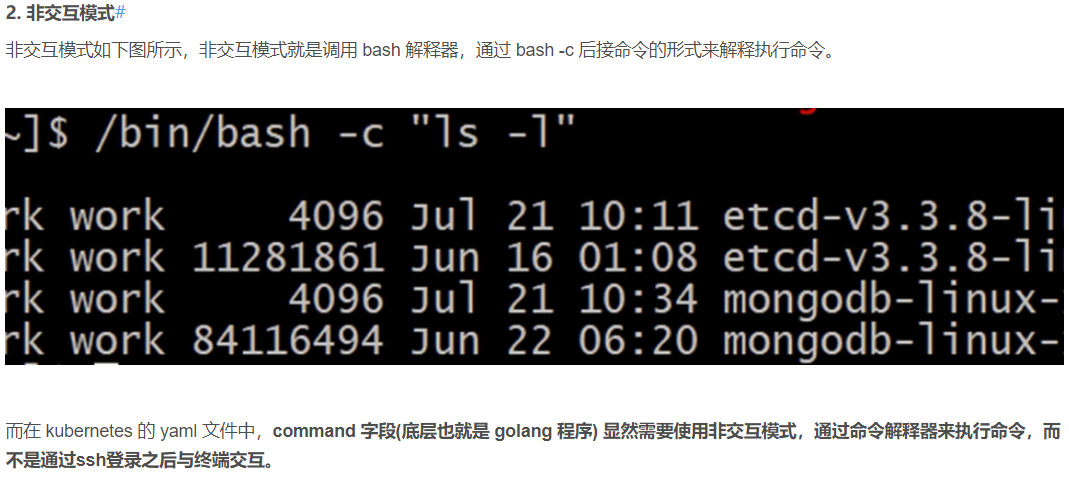 2. 非交互模式#
非交互模式如下图所示，非交互模式就是调用 bash 解释器，通过 bash -c 后接命令的形式来解释执行命令。
~]$ /bin/bash -c "ls -l"
rk work 4096 Jul 21 10:11 etcd-v3.3.8-li
rk work 11281861 Jun 16 01:08 etcd-v3.3.8-li
rk work 4096 Jul 21 10:34 mongodb-linux-
rk work 84116494 Jun 22 06:20 mongodb-linux-
而在 kubernetes 的 yaml 文件中，command 字段(底层也就是 golang 程序) 显然需要使用非交互模式，通过命令解释器来执行命令，而
不是通过ssh登录之后与终端交互。